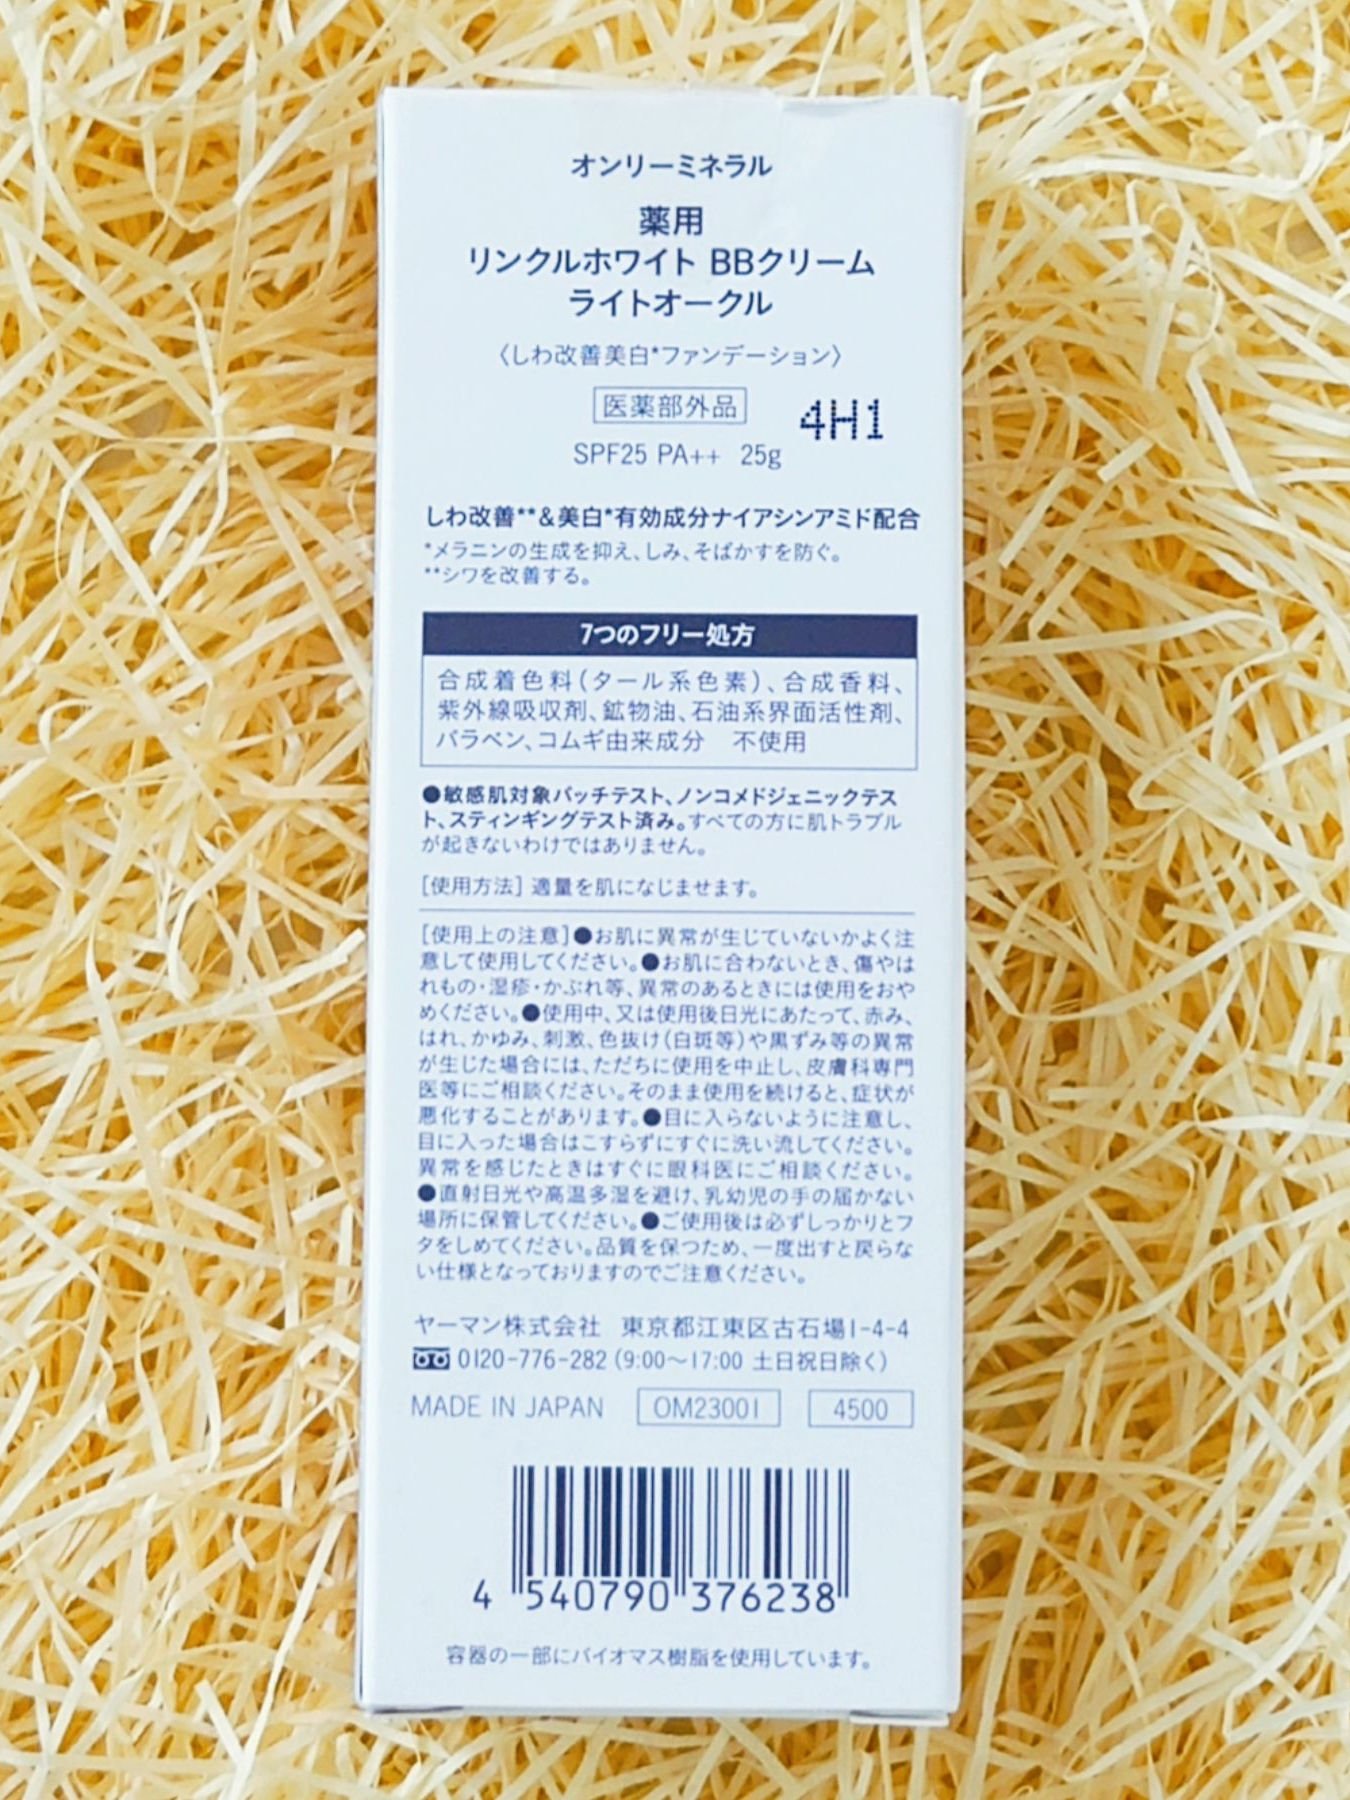 オンリーミネラル
薬用
リンクルホワイト BBクリーム
ライトオークル
〈しわ改善美白*ファンデーション〉
医薬部外品
4H1
SPF25 PA++ 25g
しわ改善**&美白*有効成分ナイアシンアミド配合
*メラニンの生成を抑え、しみ、そばかすを防ぐ。
**シワを改善する。
7つのフリー処方
合成着色料(タール系色素)、合成香料、
紫外線吸収剤、鉱物油、石油系界面活性剤、
パラベン、コムギ由来成分 不使用
●敏感肌対象パッチテスト、ノンコメドジェニックテス
ト、スティンギングテスト済み。すべての方に肌トラブル
が起きないわけではありません。
[使用方法] 適量を肌になじませます。
[使用上の注意]●お肌に異常が生じていないかよく注
意して使用してください。●お肌に合わないとき、傷やは
れもの・湿疹・かぶれ等、異常のあるときには使用をおや
めください。●使用中、又は使用後日光にあたって、赤み、
はれ、かゆみ、刺激、色抜け(白斑等)や黒ずみ等の異常
が生じた場合には、ただちに使用を中止し、皮膚科専門
医等にご相談ください。そのまま使用を続けると、症状が
悪化することがあります。●目に入らないように注意し、
目に入った場合はこすらずにすぐに洗い流してください。
異常を感じたときはすぐに眼科医にご相談ください。
●直射日光や高温多湿を避け、乳幼児の手の届かない
場所に保管してください。●ご使用後は必ずしっかりとフ
タをしめてください。品質を保つため、一度出すと戻らな
い仕様となっておりますのでご注意ください。
ヤーマン株式会社 東京都江東区古石場1-4-4
0120-776-282 (9:00〜17:00 土日祝日除く)
MADE IN JAPAN OM23001 4500
4 540790 376238
容器の一部にバイオマス樹脂を使用しています。